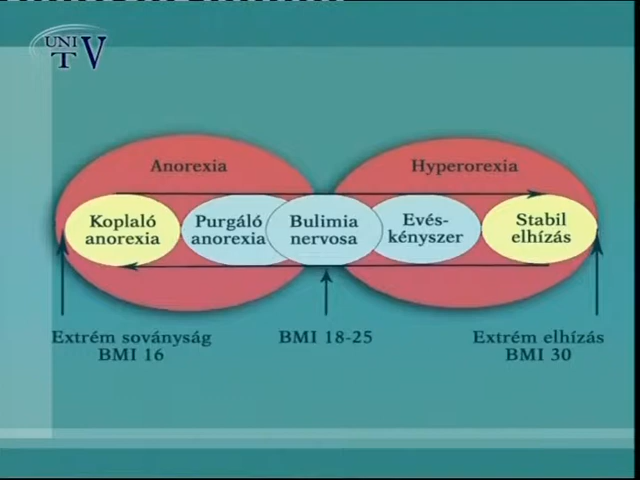 UNI
TV
Anorexia
Hyperorexia
Koplaló
anorexia
Purgáló
anorexia
Bulimia
nervosa
Evés-
kényszer
Stabil
elhízás
Extrém soványság
BMI 16
BMI 18-25
Extrém elhízás
BMI 30